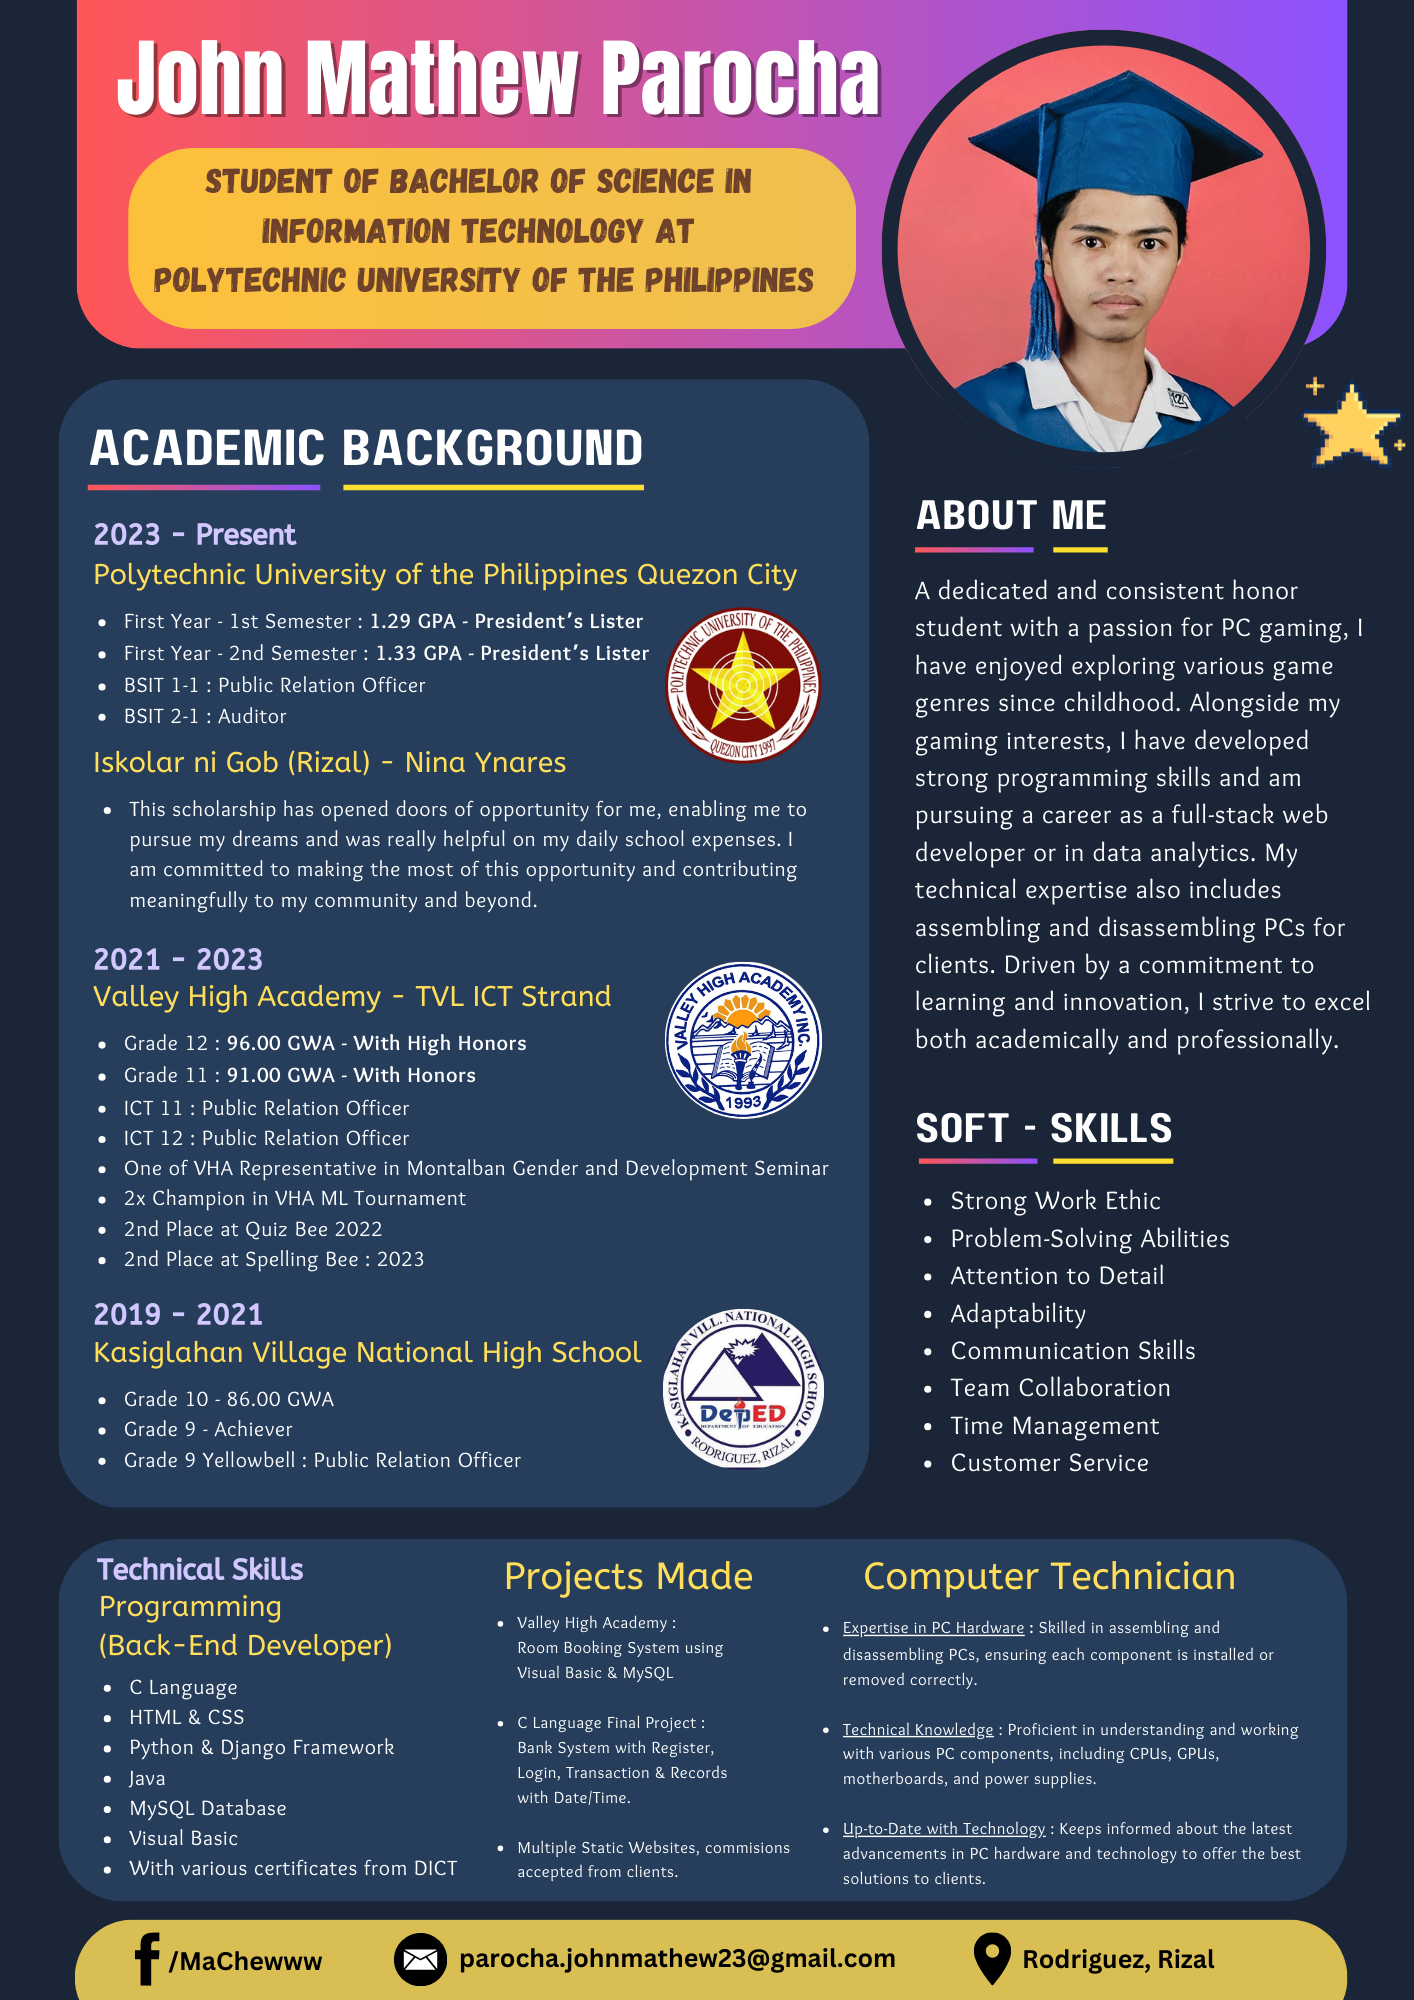 John Mathew Parocha
STUDENT OF BACHELOR OF SCIENCE IN
INFORMATION TECHNOLOGY AT
POLYTECHNIC UNIVERSITY OF THE PHILIPPINES
ACADEMIC BACKGROUND
2023 - Present
Polytechnic University of the Philippines Quezon City
• First Year - 1st Semester : 1.29 GPA - President's Lister
• First Year - 2nd Semester : 1.33 GPA - President's Lister
• BSIT 1-1 : Public Relation Officer
• BSIT 2-1 : Auditor
POLYTECHNIC UNIVERSITY OF THE PHILIPPINES
QUEZON CITY 1997
Iskolar ni Gob (Rizal) - Nina Ynares
• This scholarship has opened doors of opportunity for me, enabling me to
pursue my dreams and was really helpful on my daily school expenses. I
am committed to making the most of this opportunity and contributing
meaningfully to my community and beyond.
2021 - 2023
Valley High Academy - TVL ICT Strand
• Grade 12 : 96.00 GWA - With High Honors
• Grade 11 : 91.00 GWA - With Honors
• ICT 11 : Public Relation Officer
• ICT 12 : Public Relation Officer
• One of VHA Representative in Montalban Gender and Development Seminar
• 2x Champion in VHA ML Tournament
• 2nd Place at Quiz Bee 2022
• 2nd Place at Spelling Bee : 2023
VALLEY HIGH ACADEMY INC.
1993
2019 - 2021
Kasiglahan Village National High School
• Grade 10 - 86.00 GWA
• Grade 9 - Achiever
• Grade 9 Yellowbell : Public Relation Officer
KASIGLAHAN VILL. NATIONAL HIGH SCHOOL
DepED
DEPARTMENT OF EDUCATION
RODRIGUEZ, RIZAL
ABOUT ME
A dedicated and consistent honor
student with a passion for PC gaming, I
have enjoyed exploring various game
genres since childhood. Alongside my
gaming interests, I have developed
strong programming skills and am
pursuing a career as a full-stack web
developer or in data analytics. My
technical expertise also includes
assembling and disassembling PCs for
clients. Driven by a commitment to
learning and innovation, I strive to excel
both academically and professionally.
SOFT - SKILLS
• Strong Work Ethic
• Problem-Solving Abilities
• Attention to Detail
• Adaptability
• Communication Skills
• Team Collaboration
• Time Management
• Customer Service
Technical Skills
Programming
(Back-End Developer)
• C Language
• HTML & CSS
• Python & Django Framework
• Java
• MySQL Database
• Visual Basic
• With various certificates from DICT
Projects Made
• Valley High Academy :
Room Booking System using
Visual Basic & MySQL
• C Language Final Project :
Bank System with Register,
Login, Transaction & Records
with Date/Time.
• Multiple Static Websites, commisions
accepted from clients.
Computer Technician
• Expertise in PC Hardware : Skilled in assembling and
disassembling PCs, ensuring each component is installed or
removed correctly.
• Technical Knowledge : Proficient in understanding and working
with various PC components, including CPUs, GPUs,
motherboards, and power supplies.
• Up-to-Date with Technology : Keeps informed about the latest
advancements in PC hardware and technology to offer the best
solutions to clients.
/MaChewww
parocha.johnmathew23@gmail.com
Rodriguez, Rizal